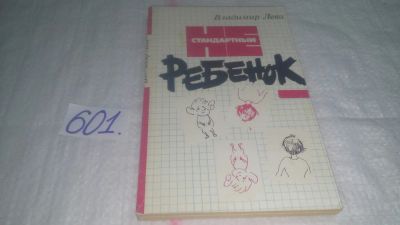 Владимир Леви
НЕ
СТАНДАРТНЫЙ
РЕБЕНОК
601.